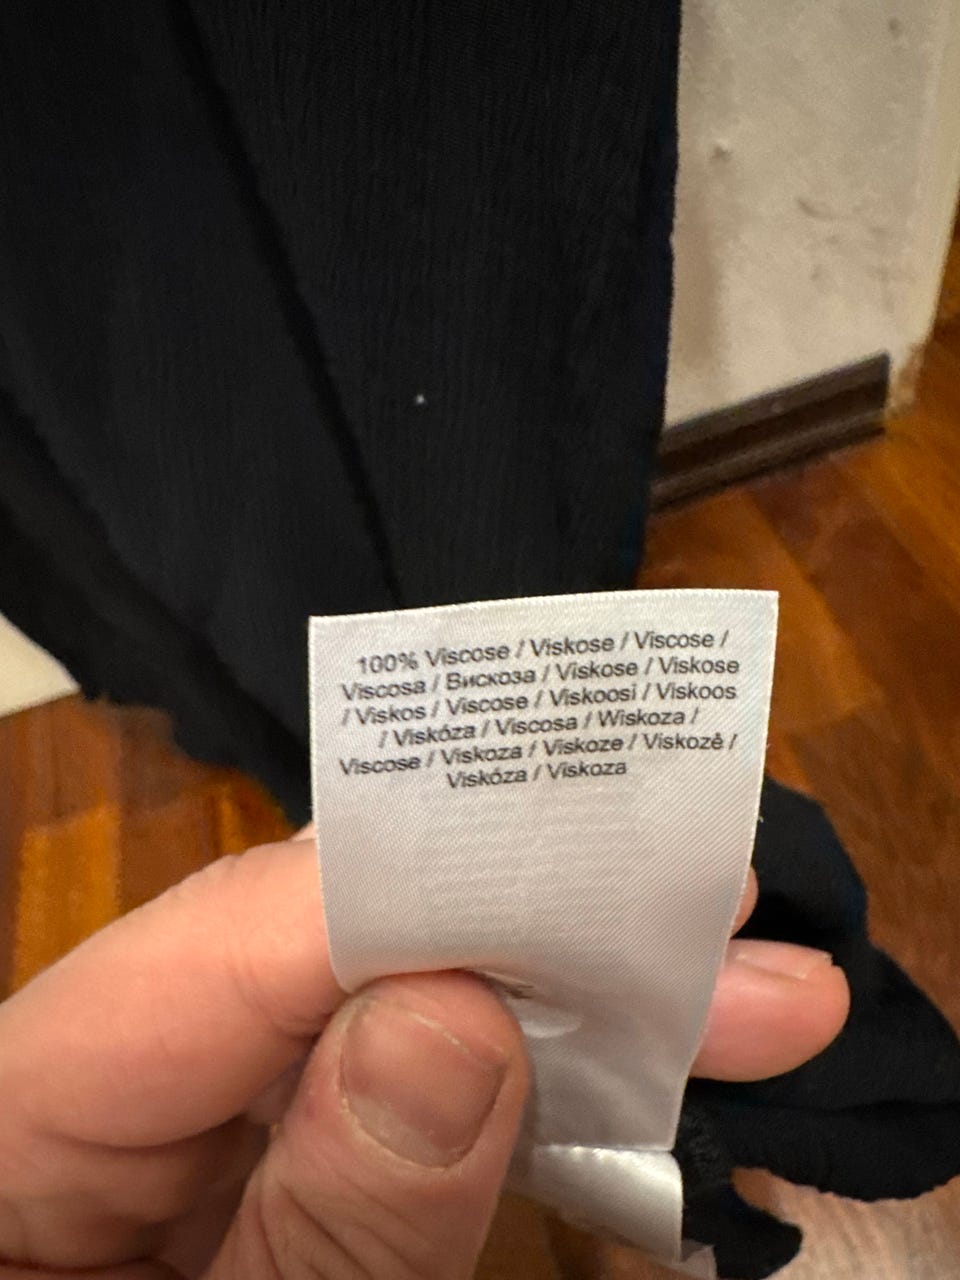 100% Viscose / Viskose / Viscose /
Viscosa / Вискоза / Viskose / Viskose
/ Viskos / Viscose / Viskoosi / Viskoos
/ Viskóza / Viscosa / Wiskoza /
Viscose / Viskoza / Viskoze / Viskozė /
Viskóza / Viskoza